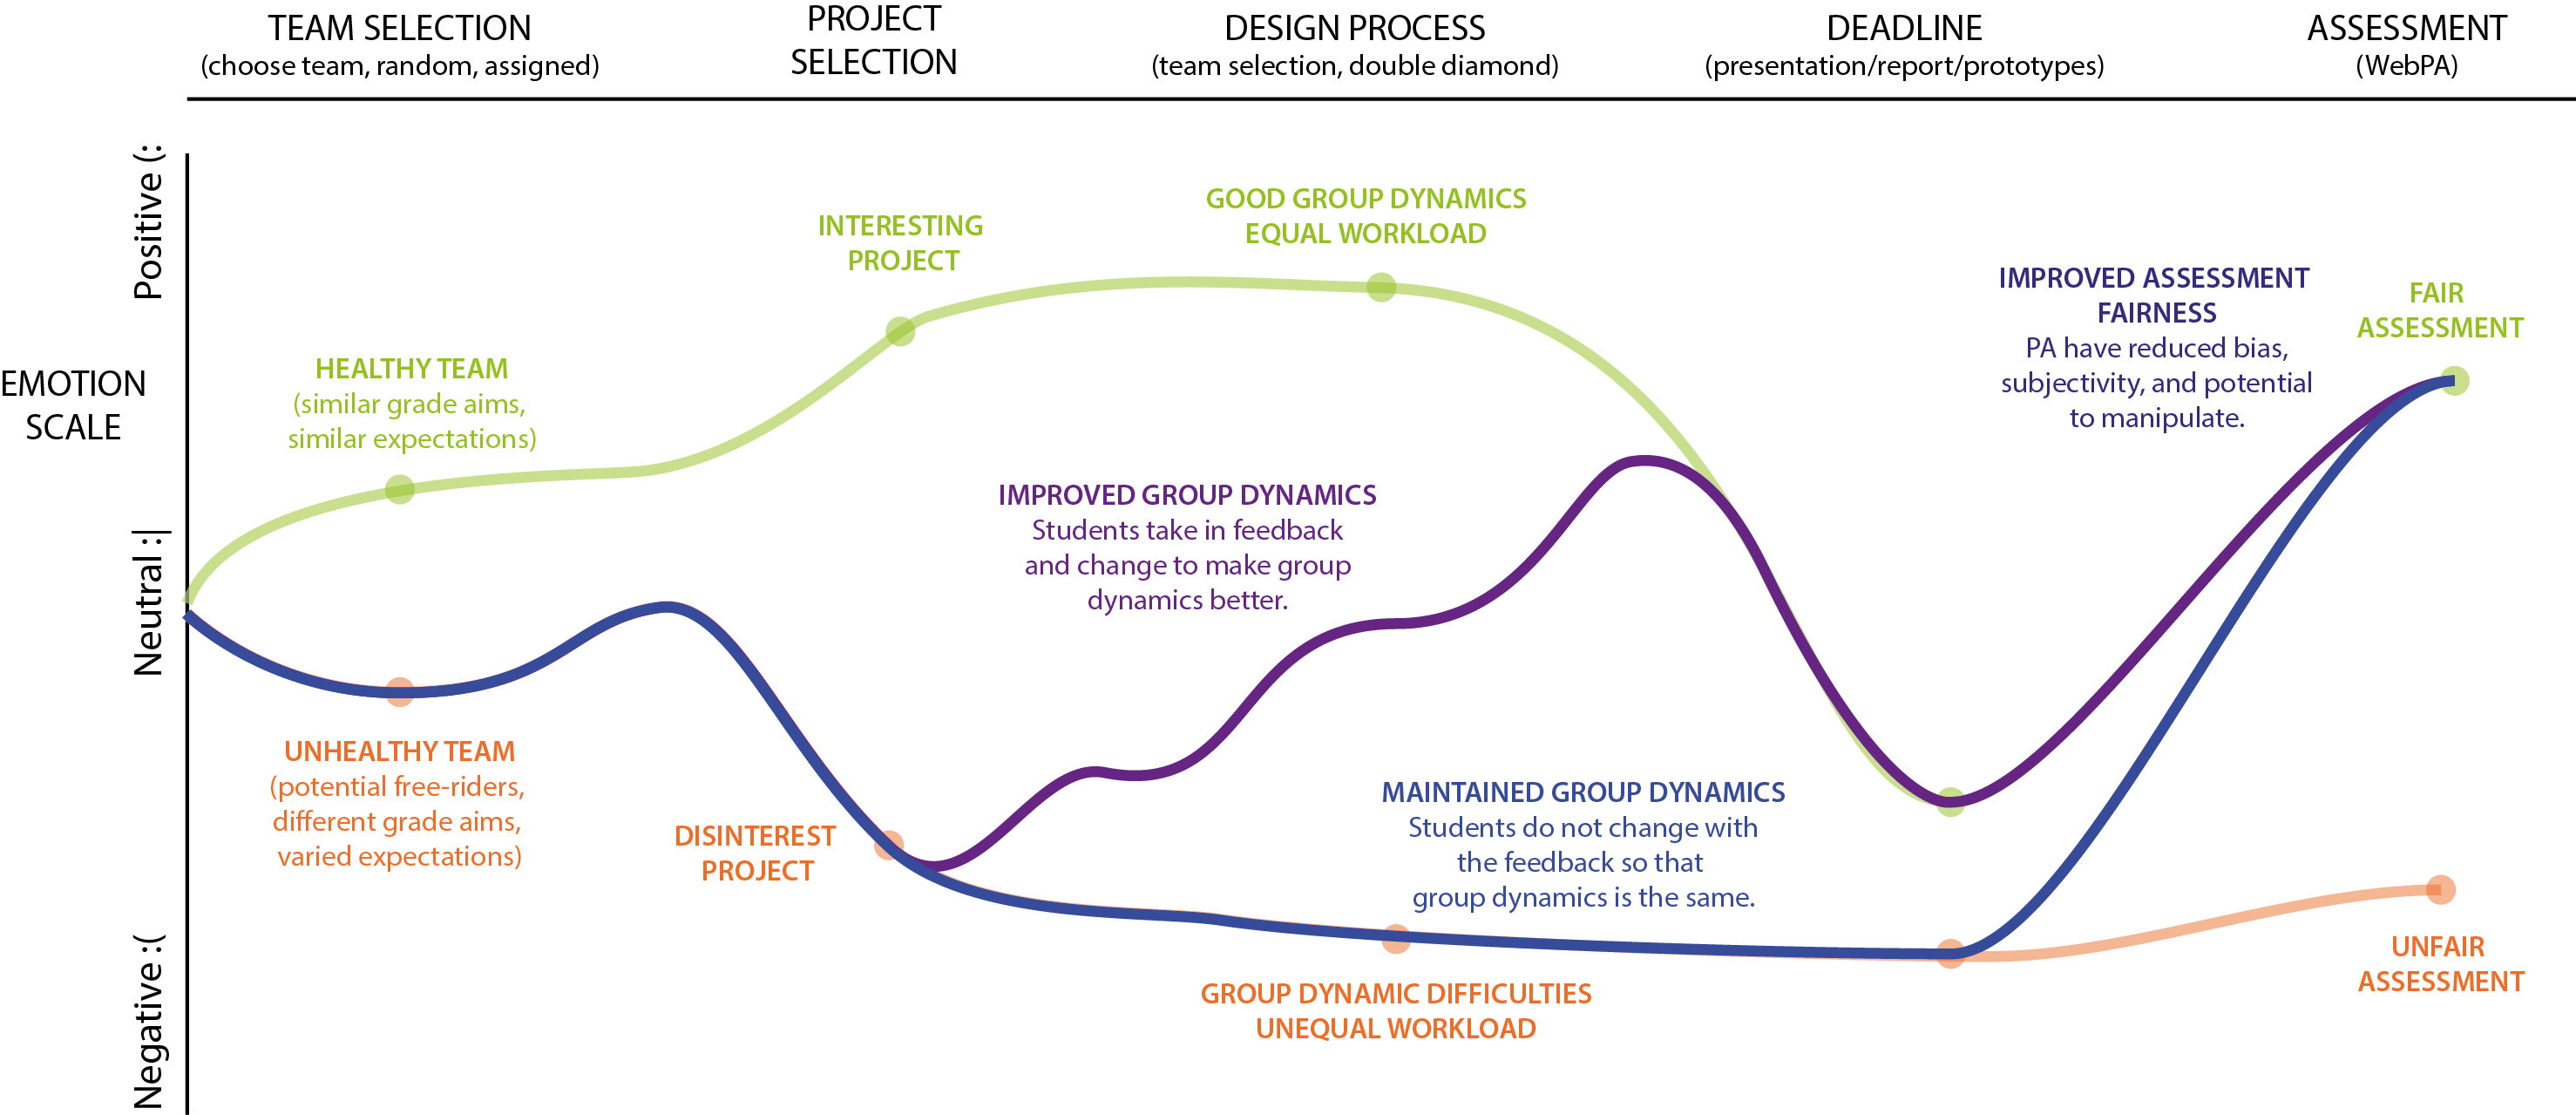 TEAM SELECTION
(choose team, random, assigned)
PROJECT
SELECTION
DESIGN PROCESS
(team selection, double diamond)
DEADLINE
(presentation/report/prototypes)
ASSESSMENT
(WebPA)
EMOTION
SCALE
Positive (:
Neutral :|
Negative :(
HEALTHY TEAM
(similar grade aims,
similar expectations)
INTERESTING
PROJECT
GOOD GROUP DYNAMICS
EQUAL WORKLOAD
IMPROVED ASSESSMENT
FAIRNESS
PA have reduced bias,
subjectivity, and potential
to manipulate.
FAIR
ASSESSMENT
IMPROVED GROUP DYNAMICS
Students take in feedback
and change to make group
dynamics better.
UNHEALTHY TEAM
(potential free-riders,
different grade aims,
varied expectations)
DISINTEREST
PROJECT
MAINTAINED GROUP DYNAMICS
Students do not change with
the feedback so that
group dynamics is the same.
GROUP DYNAMIC DIFFICULTIES
UNEQUAL WORKLOAD
UNFAIR
ASSESSMENT